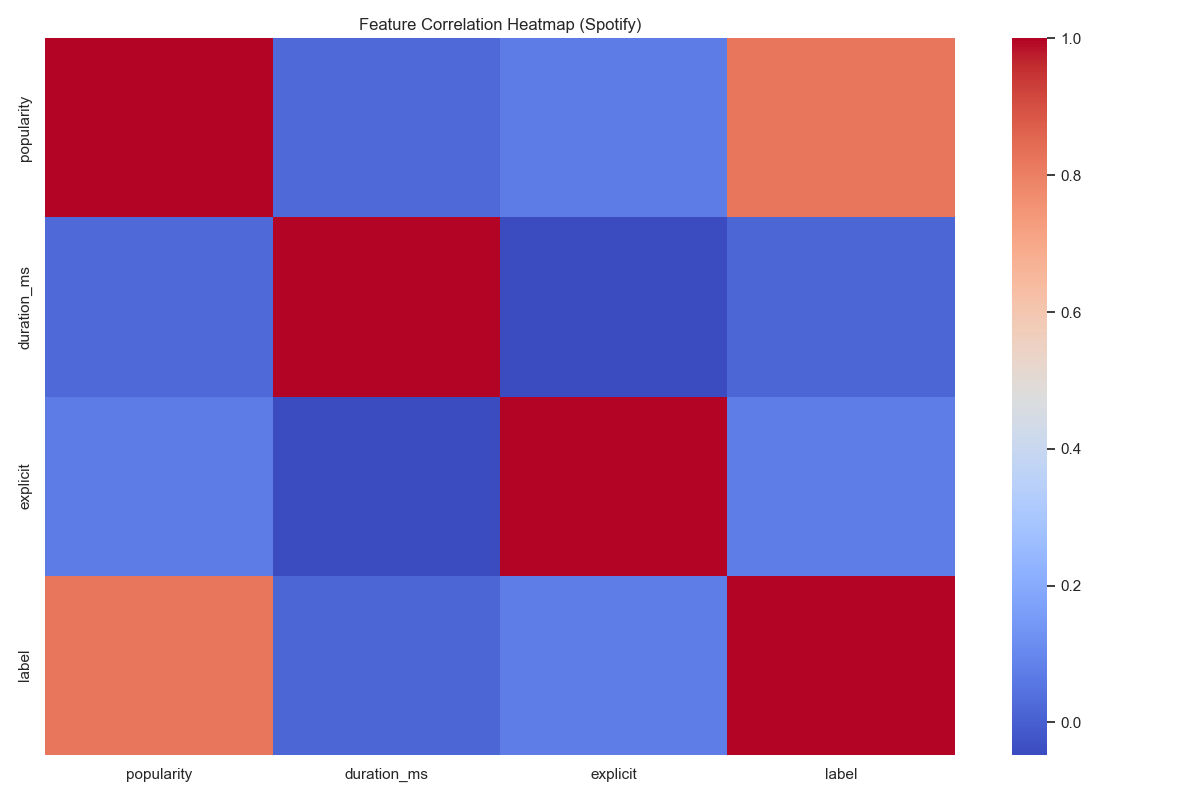 Feature Correlation Heatmap (Spotify)
popularity
duration_ms
explicit
label
popularity
duration_ms
explicit
label
1.0
0.8
0.6
0.4
0.2
0.0